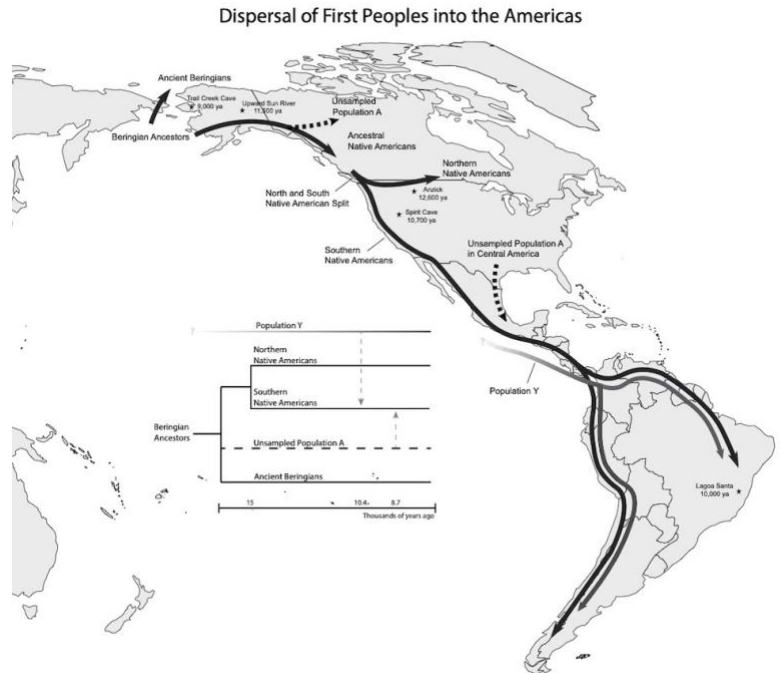 Dispersal of First Peoples into the Americas
Ancient Beringians
Trail Creek Cave
9,000 ya
Upward Sun River
11,500 ya
Unsampled
Population A
Beringian Ancestors
Ancestral
Native Americans
Northern
Native Americans
North and South
Native American Split
Anzick
12,600 ya
Spirit Cave
10,700 ya
Southern
Native Americans
Unsampled Population A
in Central America
Population Y
Lagoa Santa
10,000 ya
Population Y
Northern
Native Americans
Southern
Native Americans
Beringian
Ancestors
Unsampled Population A
Ancient Beringians
15 10.4 8.7
Thousands of years ago